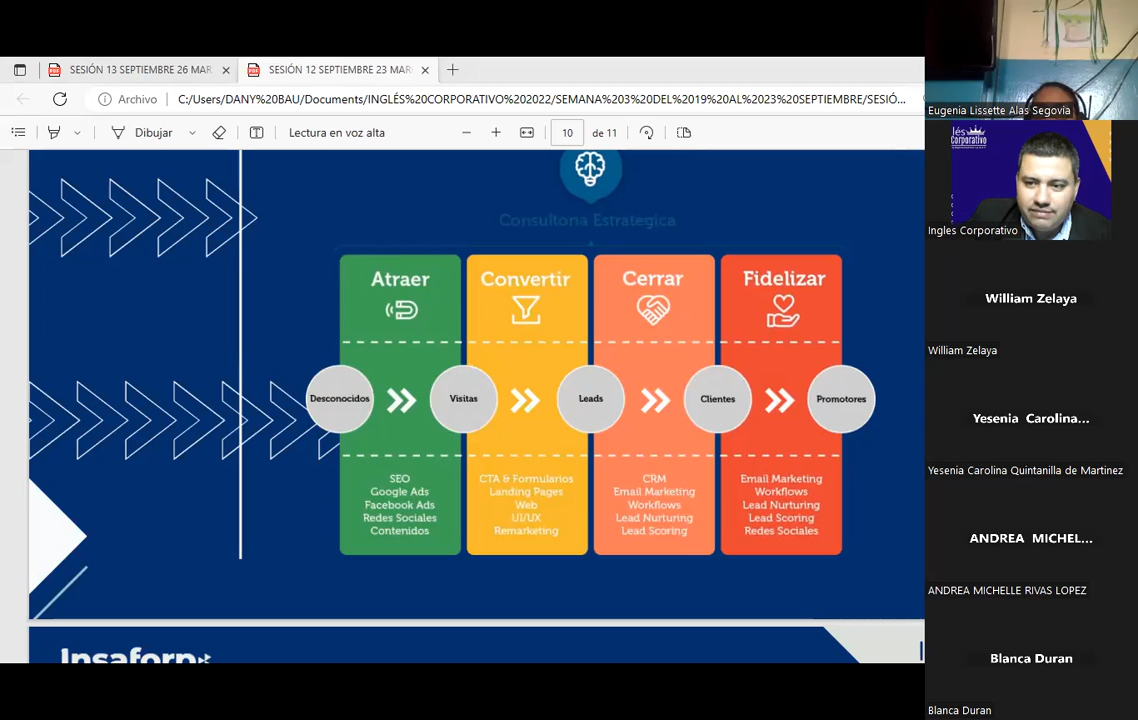 SESIÓN 13 SEPTIEMBRE 26 MAR
SESIÓN 12 SEPTIEMBRE 23 MAR
Archivo
C:/Users/DANY%20BAU/Documents/INGLÉS%20CORPORATIVO%202022/SEMANA%203%20DEL%2019%20AL%2023%20SEPTIEMBRE/SESIÓ...
Dibujar
Lectura en voz alta
10
de 11
Consultoria Estrategica
Atraer
Convertir
Cerrar
Fidelizar
Desconocidos
Visitas
Leads
Clientes
Promotores
SEO
Google Ads
Facebook Ads
Redes Sociales
Contenidos
CTA & Formularios
Landing Pages
Web
UI/UX
Remarketing
CRM
Email Marketing
Workflows
Lead Nurturing
Lead Scoring
Email Marketing
Workflows
Lead Nurturing
Lead Scoring
Redes Sociales
Insaforp
Eugenia Lissette Alas Segovia
lés
Corporativo
Ingles Corporativo
William Zelaya
William Zelaya
Yesenia Carolina...
Yesenia Carolina Quintanilla de Martinez
ANDREA MICHEL...
ANDREA MICHELLE RIVAS LOPEZ
Blanca Duran
Blanca Duran